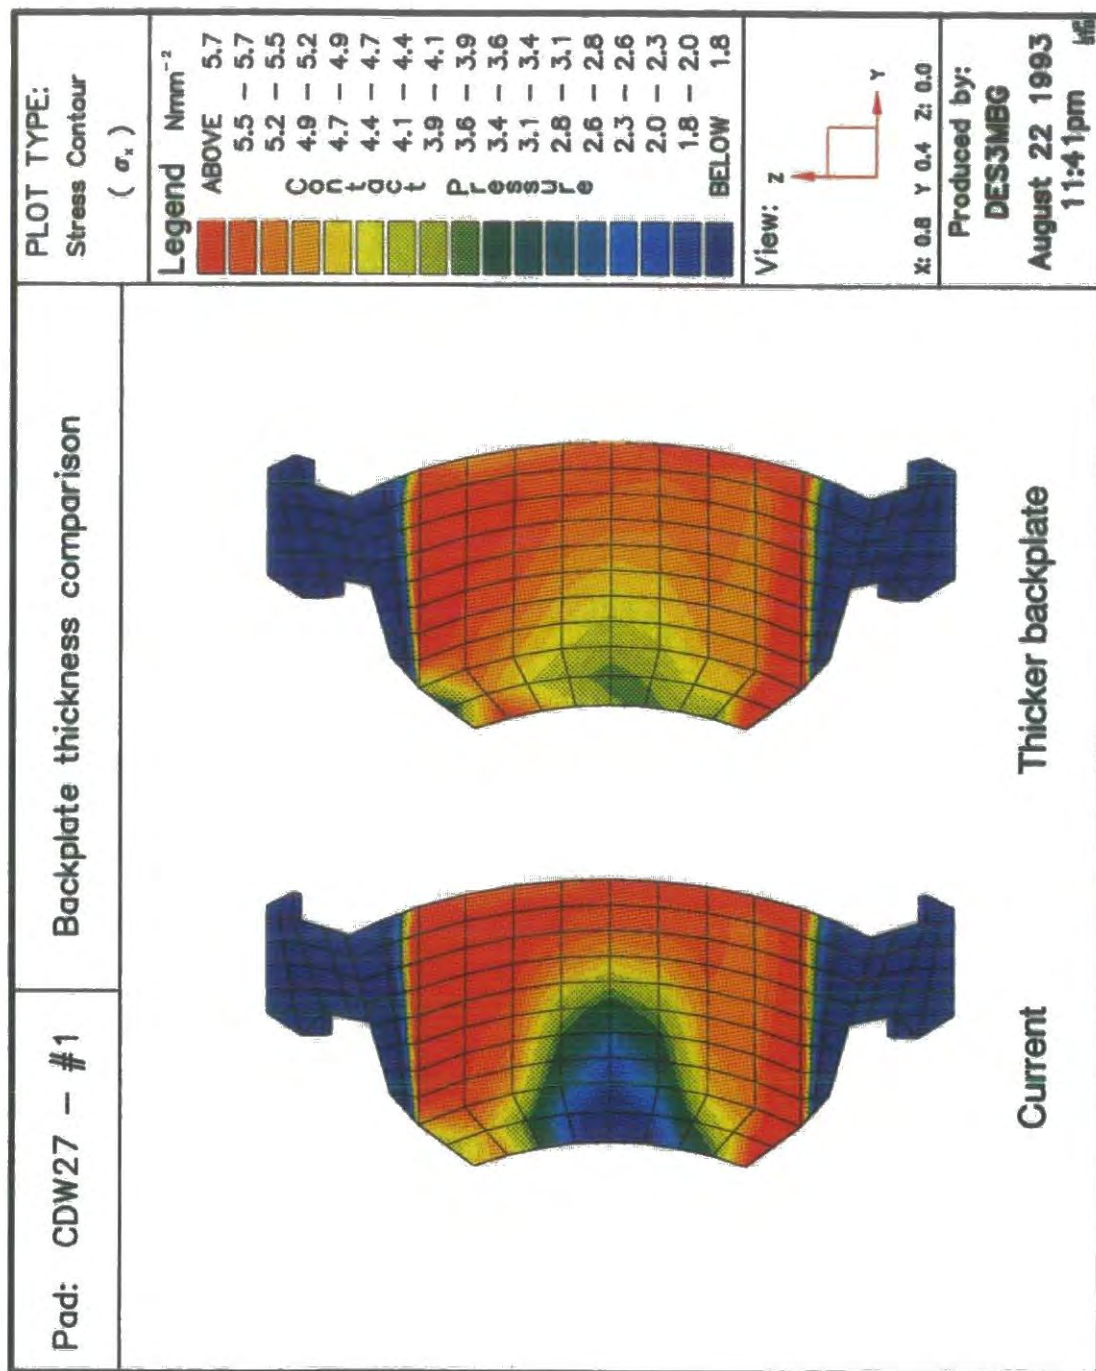 Pad: CDW27 - #1
Backplate thickness comparison
PLOT TYPE:
Stress Contour
( σx )
Legend Nmm-2
Contact Pressure
ABOVE 5.7
5.5 - 5.7
5.2 - 5.5
4.9 - 5.2
4.7 - 4.9
4.4 - 4.7
4.1 - 4.4
3.9 - 4.1
3.6 - 3.9
3.4 - 3.6
3.1 - 3.4
2.8 - 3.1
2.6 - 2.8
2.3 - 2.6
2.0 - 2.3
1.8 - 2.0
BELOW 1.8
View:
Z
Y
X: 0.8 Y 0.4 Z: 0.0
Produced by:
DES3MBG
August 22 1993
11:41pm
Current
Thicker backplate